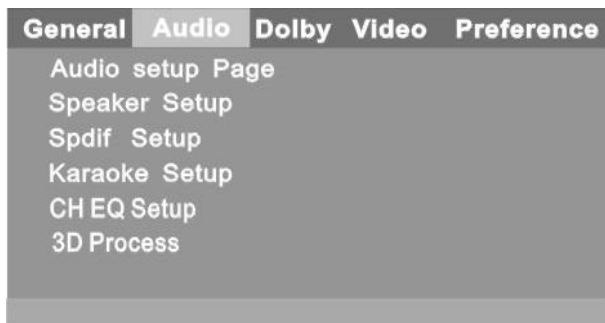 General Audio Dolby Video Preference
Audio setup Page
Speaker Setup
Spdif Setup
Karaoke Setup
CH EQ Setup
3D Process